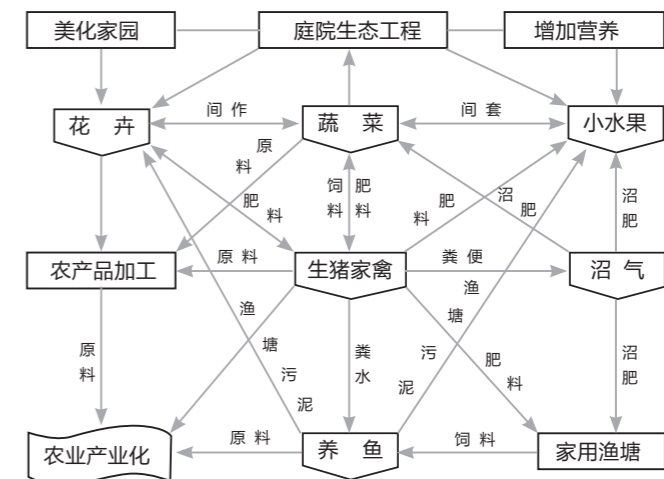 美化家园
庭院生态工程
增加营养
间作
间套
花 卉
蔬 菜
小水果
原料
肥料
饲料
肥料
肥料
沼肥
沼肥
农产品加工
原料
生猪家禽
粪便
沼 气
原料
渔塘污泥
粪水
渔塘污泥
肥料
沼肥
农业产业化
原料
养 鱼
饲料
家用渔塘